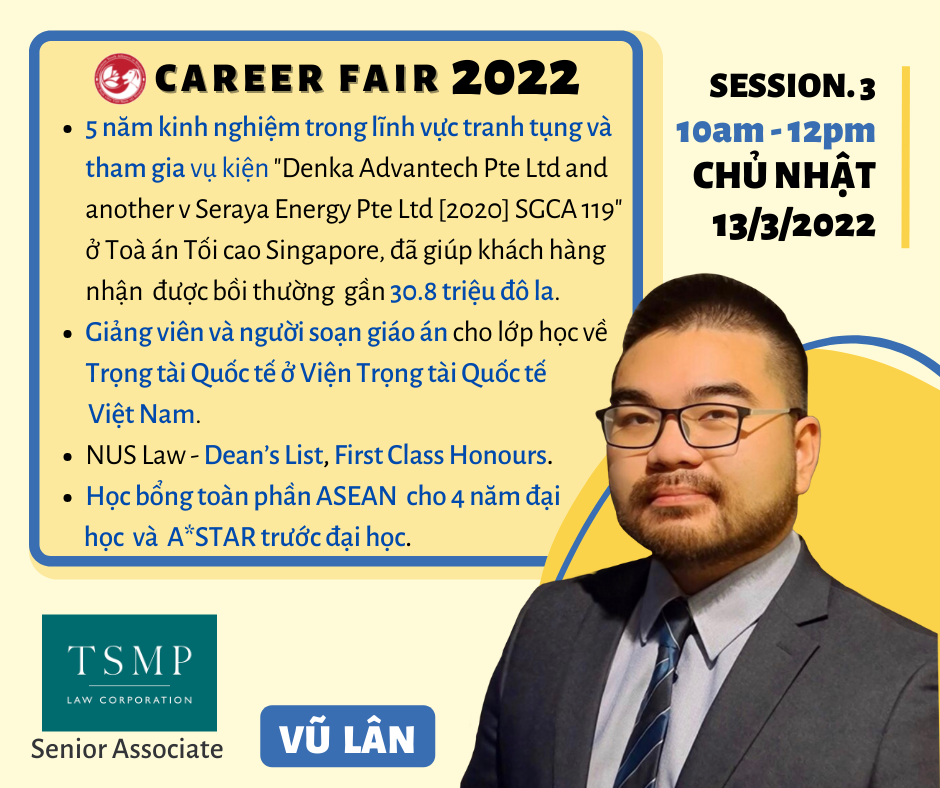 CAREER FAIR 2022
• 5 năm kinh nghiệm trong lĩnh vực tranh tụng và
tham gia vụ kiện "Denka Advantech Pte Ltd and
another v Seraya Energy Pte Ltd [2020] SGCA 119"
ở Toà án Tối cao Singapore, đã giúp khách hàng
nhận được bồi thường gần 30.8 triệu đô la.
• Giảng viên và người soạn giáo án cho lớp học về
Trọng tài Quốc tế ở Viện Trọng tài Quốc tế
Việt Nam.
• NUS Law - Dean's List, First Class Honours.
• Học bổng toàn phần ASEAN cho 4 năm đại
học và A*STAR trước đại học.
SESSION. 3
10am - 12pm
CHỦ NHẬT
13/3/2022
TSMP
LAW CORPORATION
Senior Associate
VŨ LÂN